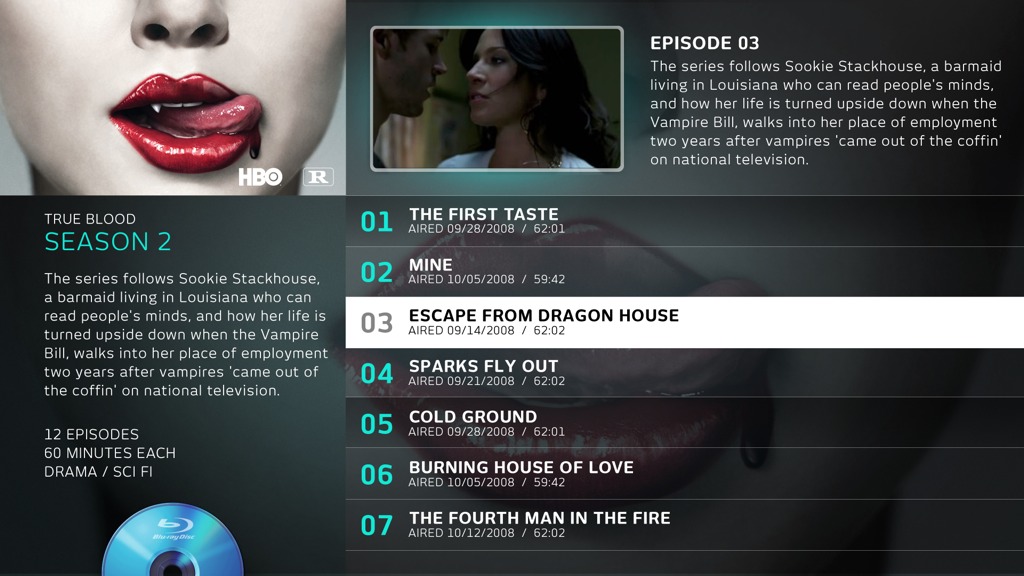 HBO
R
EPISODE 03
The series follows Sookie Stackhouse, a barmaid
living in Louisiana who can read people's minds,
and how her life is turned upside down when the
Vampire Bill, walks into her place of employment
two years after vampires 'came out of the coffin'
on national television.
TRUE BLOOD
SEASON 2
The series follows Sookie Stackhouse,
a barmaid living in Louisiana who can
read people's minds, and how her life is
turned upside down when the Vampire
Bill, walks into her place of employment
two years after vampires 'came out of
the coffin' on national television.
12 EPISODES
60 MINUTES EACH
DRAMA / SCI FI
Blu-ray Disc
01 THE FIRST TASTE
AIRED 09/28/2008 / 62:01
02 MINE
AIRED 10/05/2008 / 59:42
03 ESCAPE FROM DRAGON HOUSE
AIRED 09/14/2008 / 62:02
04 SPARKS FLY OUT
AIRED 09/21/2008 / 62:02
05 COLD GROUND
AIRED 09/28/2008 / 62:01
06 BURNING HOUSE OF LOVE
AIRED 10/05/2008 / 59:42
07 THE FOURTH MAN IN THE FIRE
AIRED 10/12/2008 / 62:02